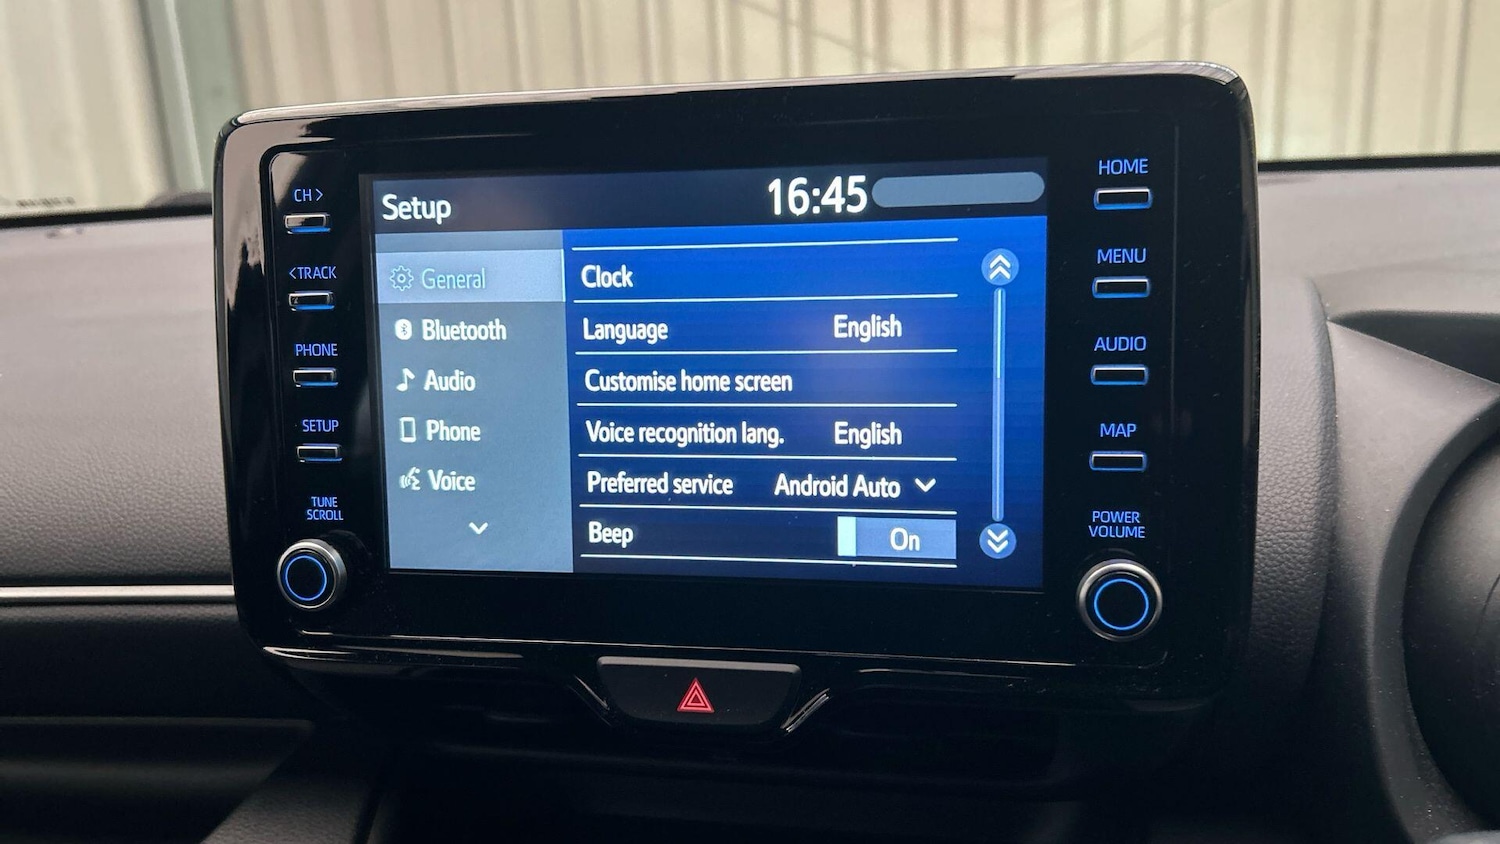 CH >
< TRACK
PHONE
SETUP
TUNE
SCROLL
Setup
16:45
General
Bluetooth
Audio
Phone
Voice
Clock
Language English
Customise home screen
Voice recognition lang. English
Preferred service Android Auto
Beep On
HOME
MENU
AUDIO
MAP
POWER
VOLUME